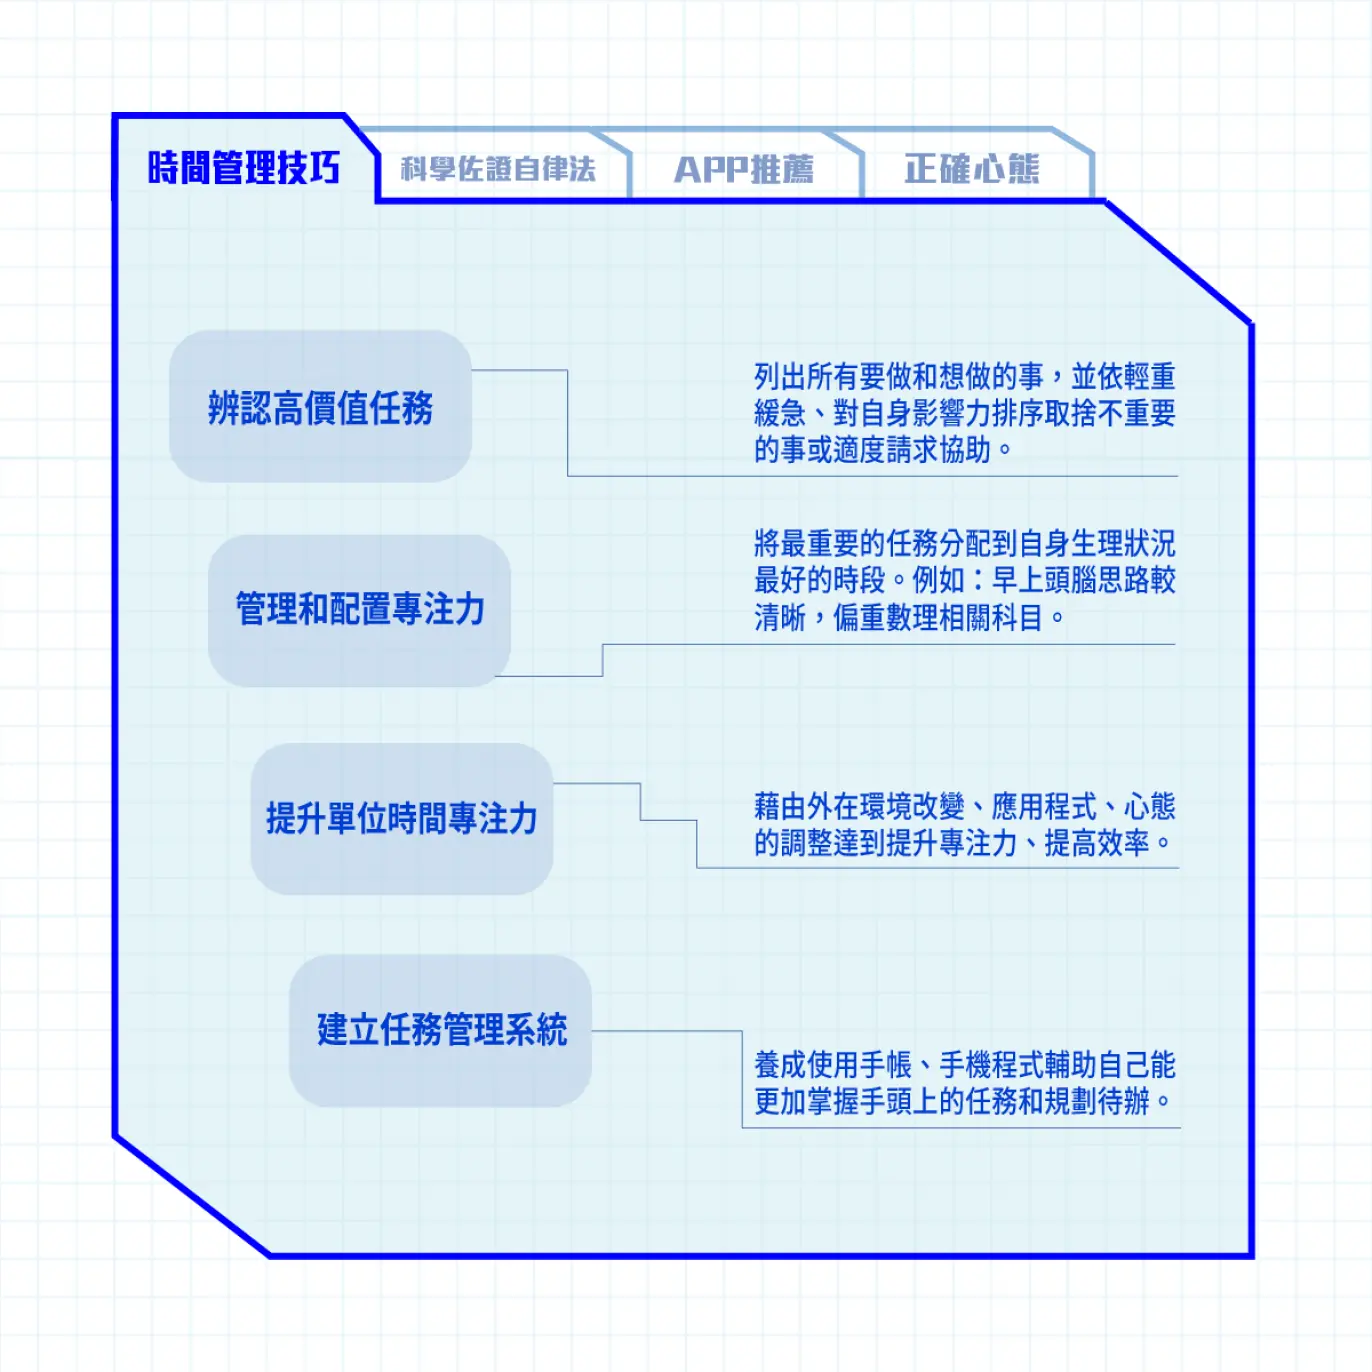 時間管理技巧
科學佐證自律法
APP推薦
正確心態
辨認高價值任務
列出所有要做和想做的事，並依輕重
緩急、對自身影響力排序取捨不重要
的事或適度請求協助。
管理和配置專注力
將最重要的任務分配到自身生理狀況
最好的時段。例如：早上頭腦思路較
清晰，偏重數理相關科目。
提升單位時間專注力
藉由外在環境改變、應用程式、心態
的調整達到提升專注力、提高效率。
建立任務管理系統
養成使用手帳、手機程式輔助自己能
更加掌握手頭上的任務和規劃待辦。